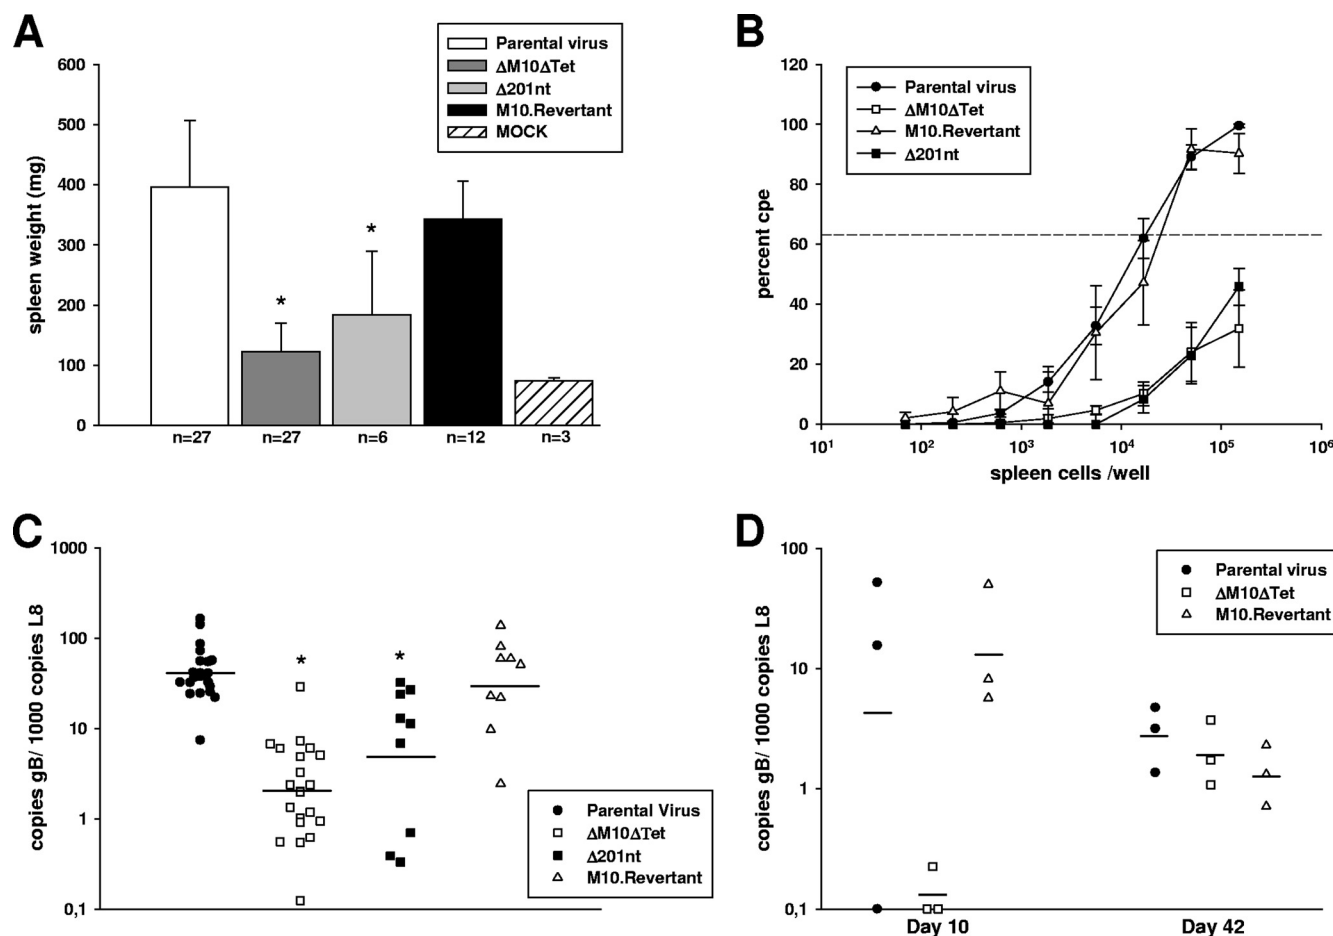 A
Parental virus
ΔM10ΔTet
Δ201nt
M10.Revertant
MOCK
600
500
400
300
200
100
0
spleen weight (mg)
*
*
n=27
n=27
n=6
n=12
n=3
B
Parental virus
ΔM10ΔTet
M10.Revertant
Δ201nt
120
100
80
60
40
20
0
percent cpe
10¹
10²
10³
10⁴
10⁵
10⁶
spleen cells /well
C
1000
100
10
1
0,1
copies gB/ 1000 copies L8
*
*
Parental Virus
ΔM10ΔTet
Δ201nt
M10.Revertant
D
100
10
1
0,1
copies gB/ 1000 copies L8
Parental virus
ΔM10ΔTet
M10.Revertant
Day 10
Day 42